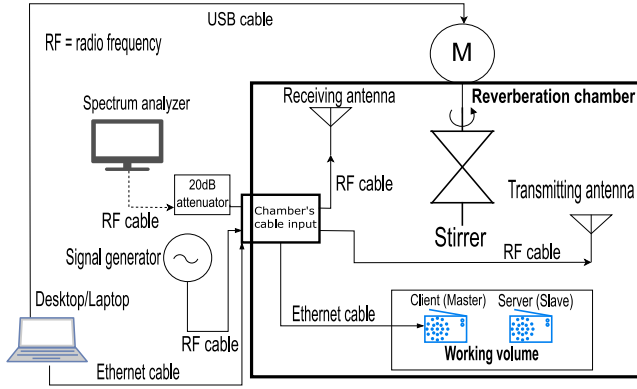 USB cable
RF = radio frequency
M
Spectrum analyzer
Receiving antenna
Reverberation chamber
20dB
attenuator
RF cable
RF cable
Transmitting antenna
Chamber's
cable input
Stirrer
Signal generator
RF cable
Desktop/Laptop
Ethernet cable
Client (Master)
Server (Slave)
RF cable
Working volume
Ethernet cable